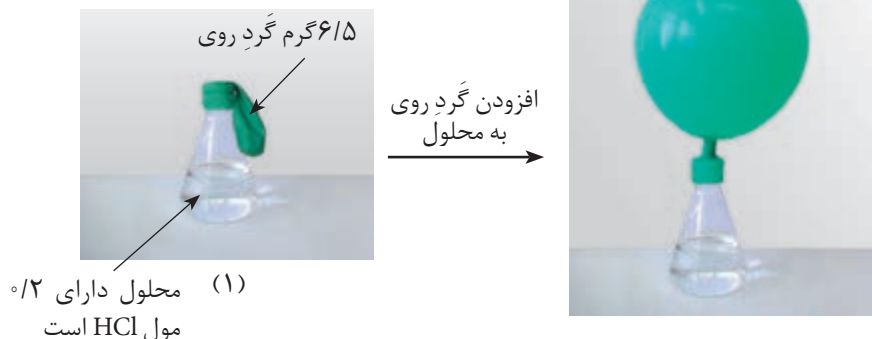 ۶/۵گرم گَردِ روی
افزودن گَردِ روی
به محلول
(۱)
محلول دارای ۰/۲
مول HCl است